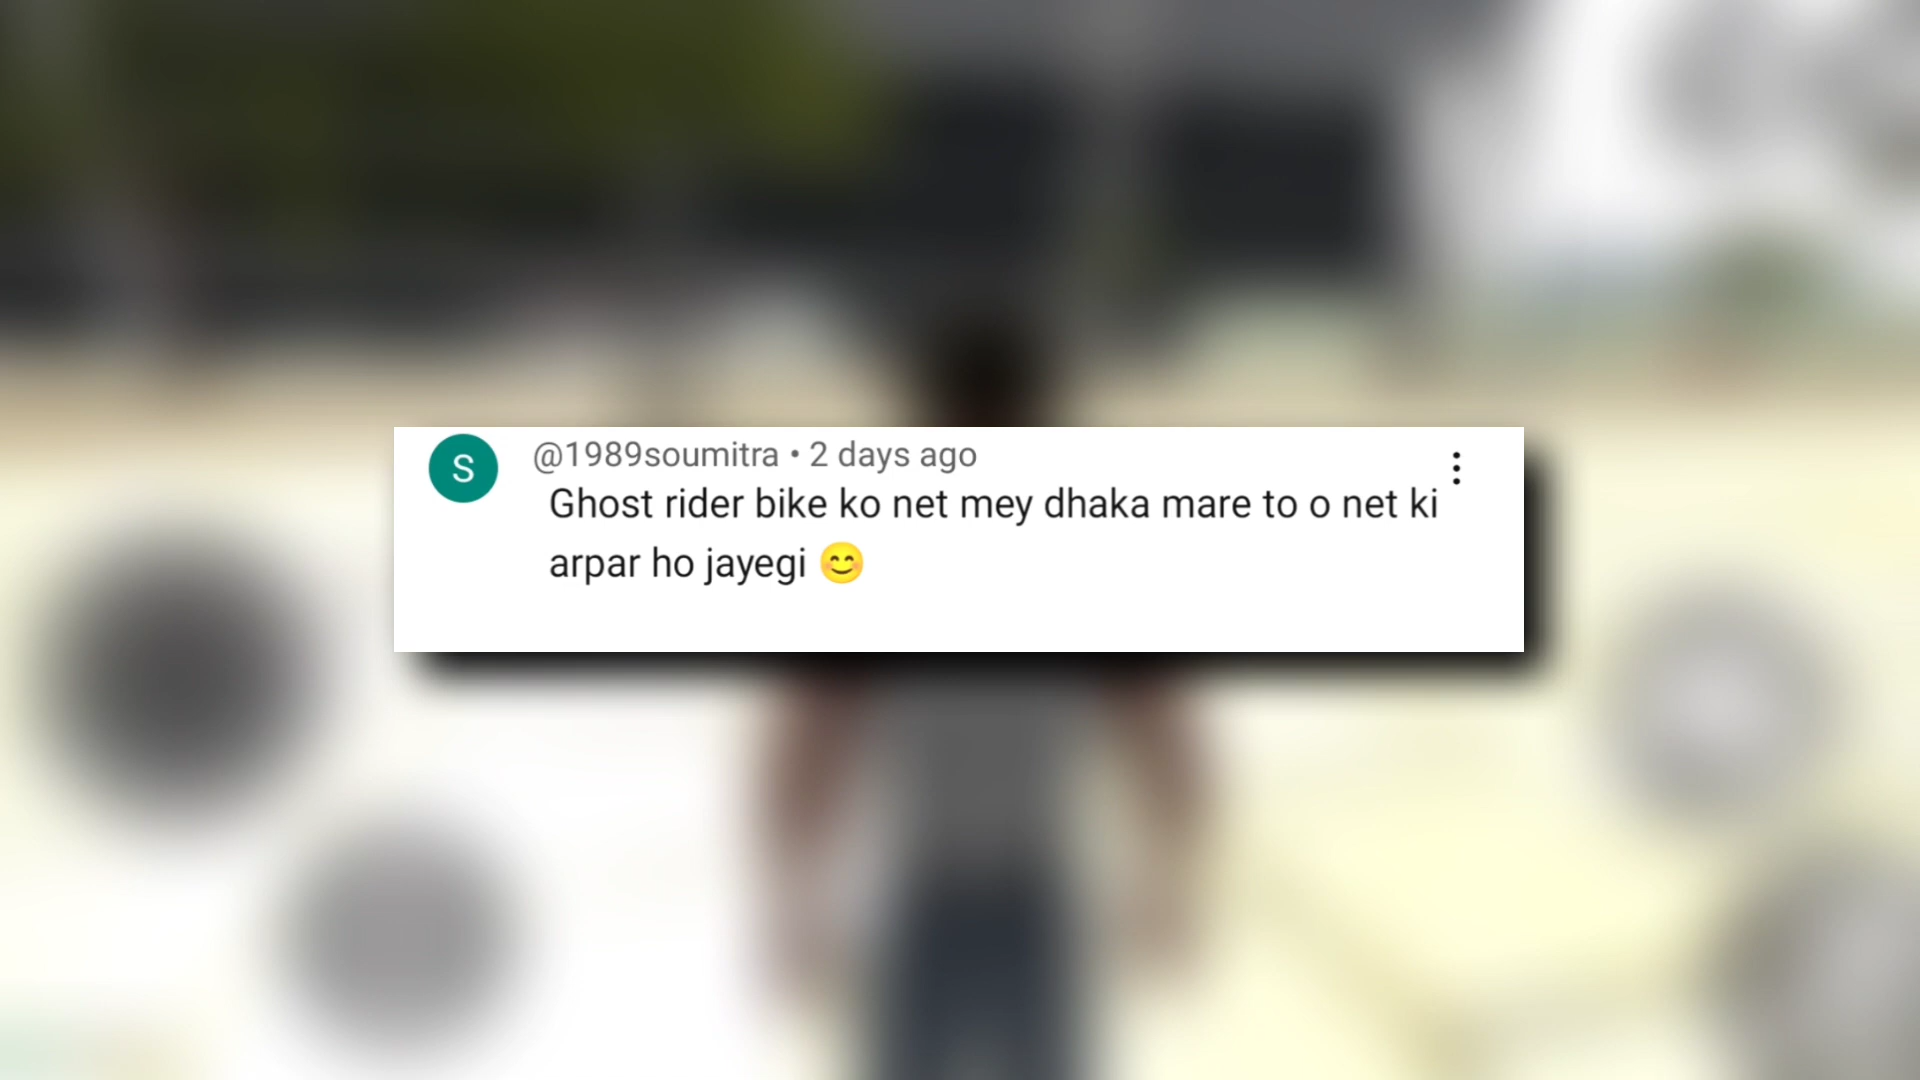 S
@1989soumitra • 2 days ago
Ghost rider bike ko net mey dhaka mare to o net ki
arpar ho jayegi 😊